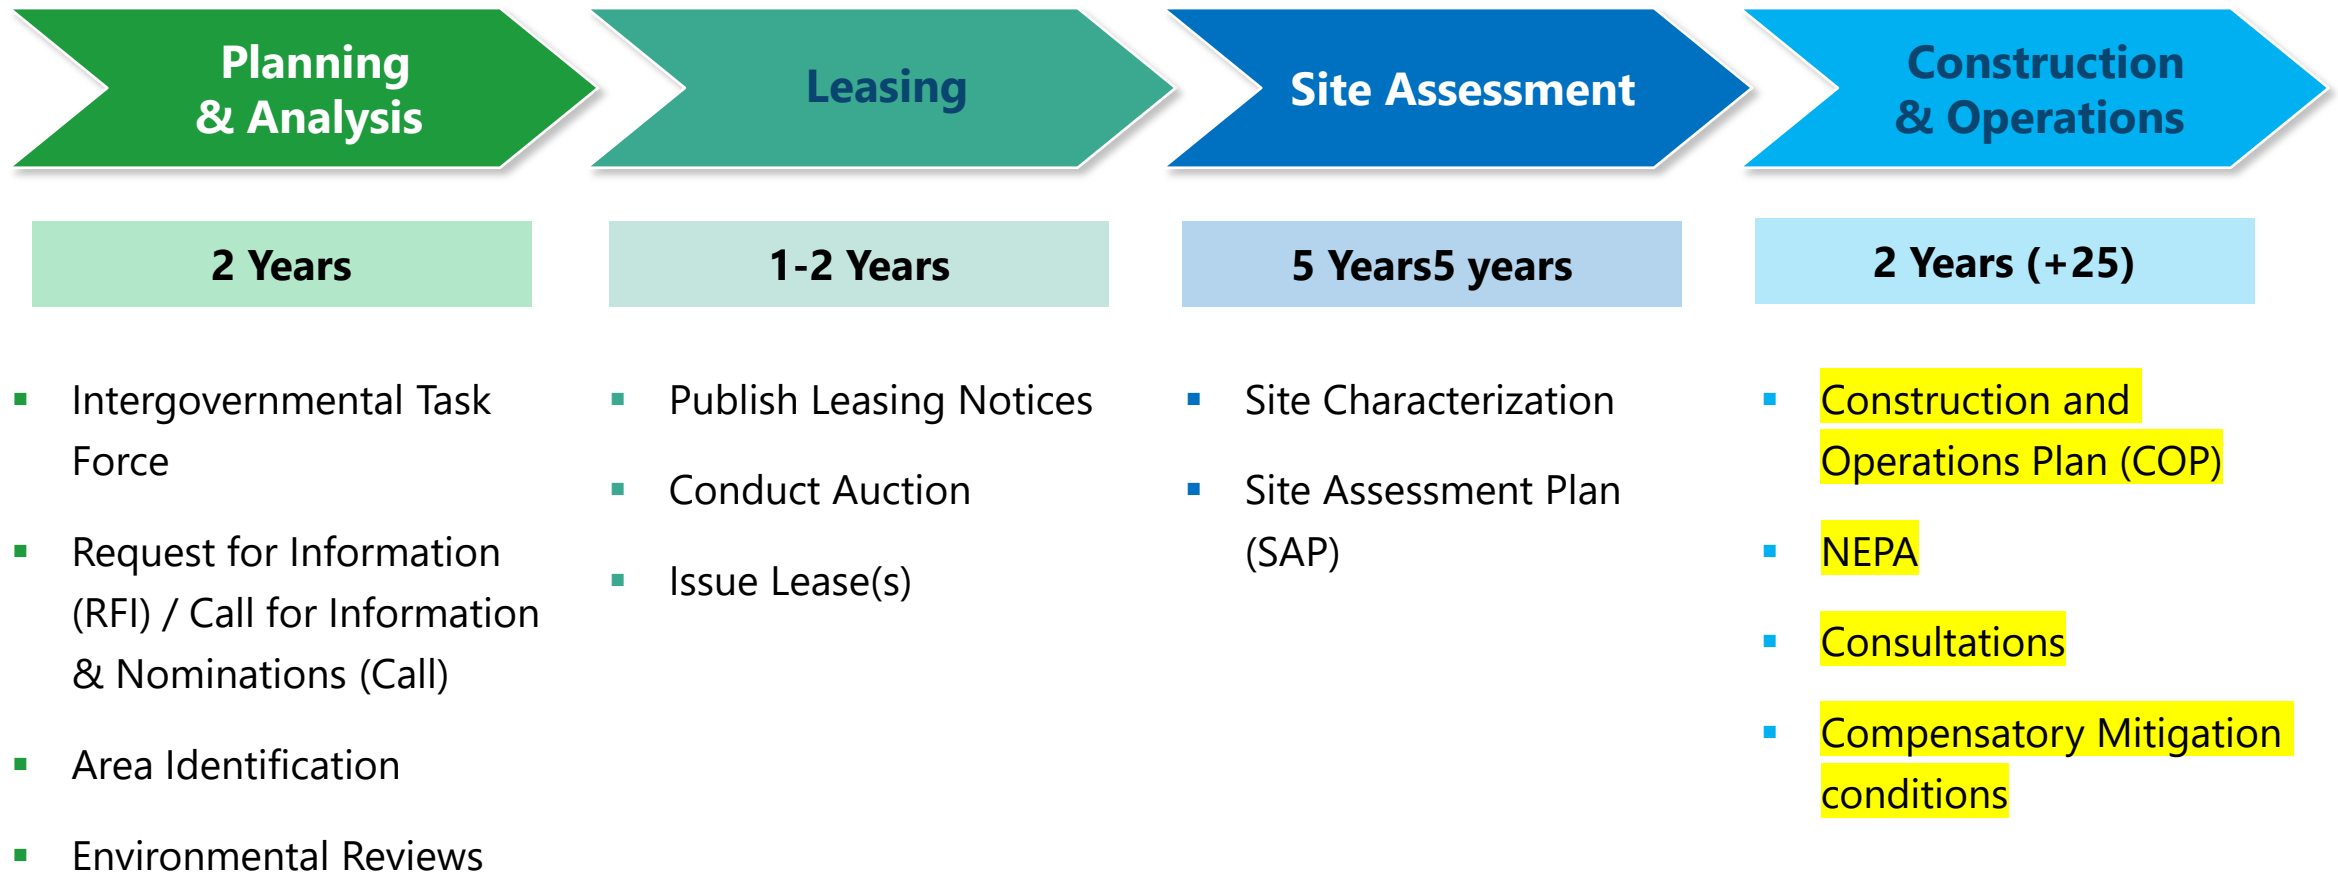 Planning
& Analysis
Leasing
Site Assessment
Construction
& Operations
2 Years
1-2 Years
5 Years5 years
2 Years (+25)
Intergovernmental Task
Force
Request for Information
(RFI) / Call for Information
& Nominations (Call)
Area Identification
Environmental Reviews
Publish Leasing Notices
Conduct Auction
Issue Lease(s)
Site Characterization
Site Assessment Plan
(SAP)
Construction and
Operations Plan (COP)
NEPA
Consultations
Compensatory Mitigation
conditions